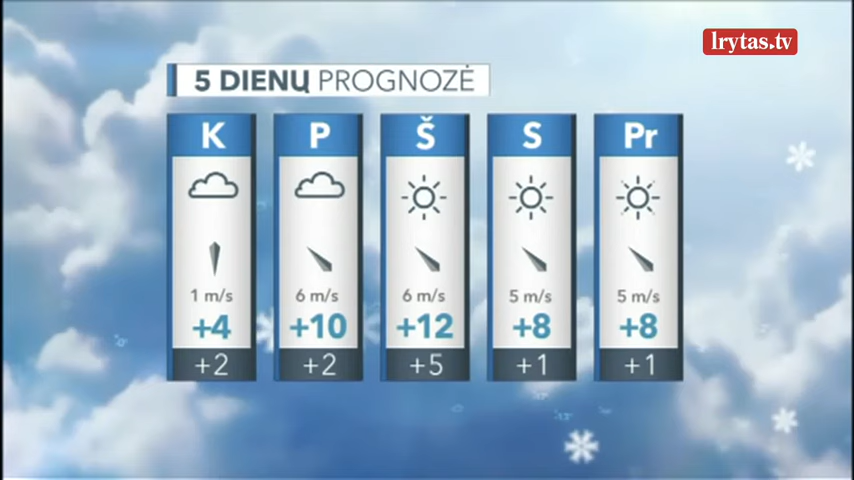 lrytas.tv
5 DIENŲ PROGNOZĖ
K P Š S Pr
1 m/s 6 m/s 6 m/s 5 m/s 5 m/s
+4 +10 +12 +8 +8
+2 +2 +5 +1 +1